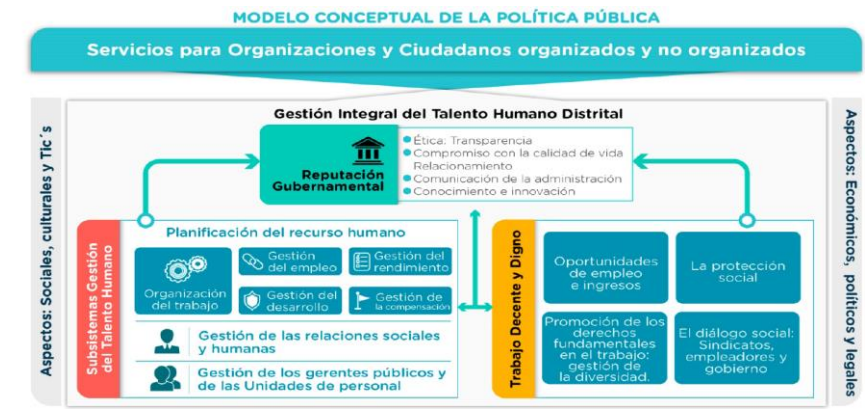 MODELO CONCEPTUAL DE LA POLÍTICA PÚBLICA
Servicios para Organizaciones y Ciudadanos organizados y no organizados
Aspectos: Sociales, culturales y Tic´s
Gestión Integral del Talento Humano Distrital
Reputación
Gubernamental
Ética: Transparencia
Compromiso con la calidad de vida
Relacionamiento
Comunicación de la administración
Conocimiento e innovación
Subsistemas Gestión
del Talento Humano
Planificación del recurso humano
Organización
del trabajo
Gestión
del empleo
Gestión del
rendimiento
Gestión del
desarrollo
Gestión de
la compensación
Gestión de las relaciones sociales
y humanas
Gestión de los gerentes públicos y
de las Unidades de personal
Trabajo Decente y Digno
Oportunidades
de empleo
e ingresos
La protección
social
Promoción de los
derechos
fundamentales
en el trabajo:
gestión de
la diversidad.
El diálogo social:
Sindicatos,
empleadores y
gobierno
Aspectos: Económicos, políticos y legales